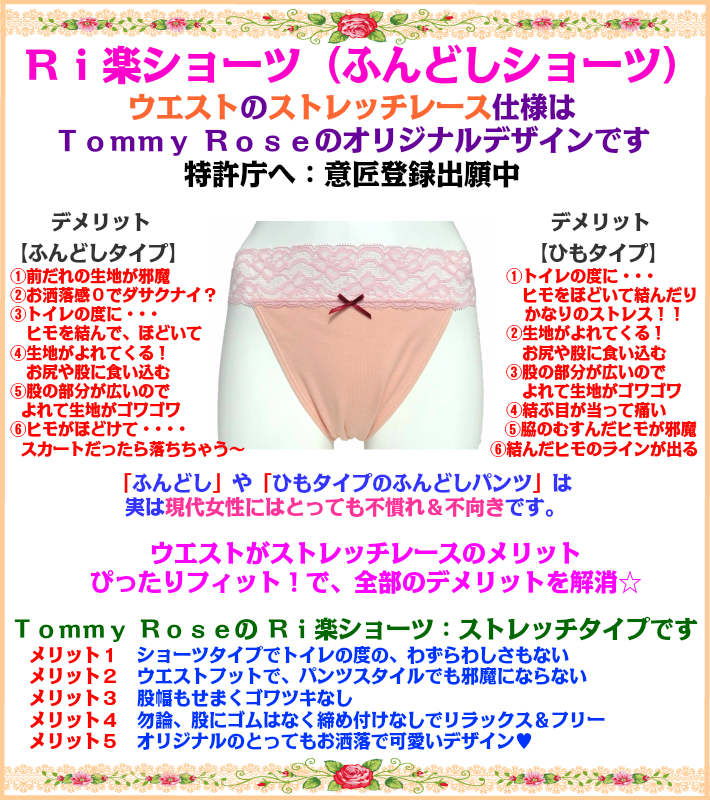 Ｒｉ楽ショーツ（ふんどしショーツ）
ウエストのストレッチレース仕様は
Ｔｏｍｍｙ Ｒｏｓｅのオリジナルデザインです
特許庁へ：意匠登録出願中
デメリット
【ふんどしタイプ】
①前だれの生地が邪魔
②お洒落感０でダサクナイ？
③トイレの度に・・・
ヒモを結んで、ほどいて
④生地がよれてくる！
お尻や股に食い込む
⑤股の部分が広いので
よれて生地がゴワゴワ
⑥ヒモがほどけて・・・・
スカートだったら落ちちゃう～
デメリット
【ひもタイプ】
①トイレの度に・・・
ヒモをほどいて結んだり
かなりのストレス！！
②生地がよれてくる！
お尻や股に食い込む
③股の部分が広いので
よれて生地がゴワゴワ
④結ぶ目が当って痛い
⑤脇のむすんだヒモが邪魔
⑥結んだヒモのラインが出る
「ふんどし」や「ひもタイプのふんどしパンツ」は
実は現代女性にはとっても不慣れ＆不向きです。
ウエストがストレッチレースのメリット
ぴったりフィット！で、全部のデメリットを解消☆
Ｔｏｍｍｙ Ｒｏｓｅの Ｒｉ楽ショーツ：ストレッチタイプです
メリット１ ショーツタイプでトイレの度の、わずらわしさもない
メリット２ ウエストフットで、パンツスタイルでも邪魔にならない
メリット３ 股幅もせまくゴワツキなし
メリット４ 勿論、股にゴムはなく締め付けなしでリラックス＆フリー
メリット５ オリジナルのとってもお洒落で可愛いデザイン♥